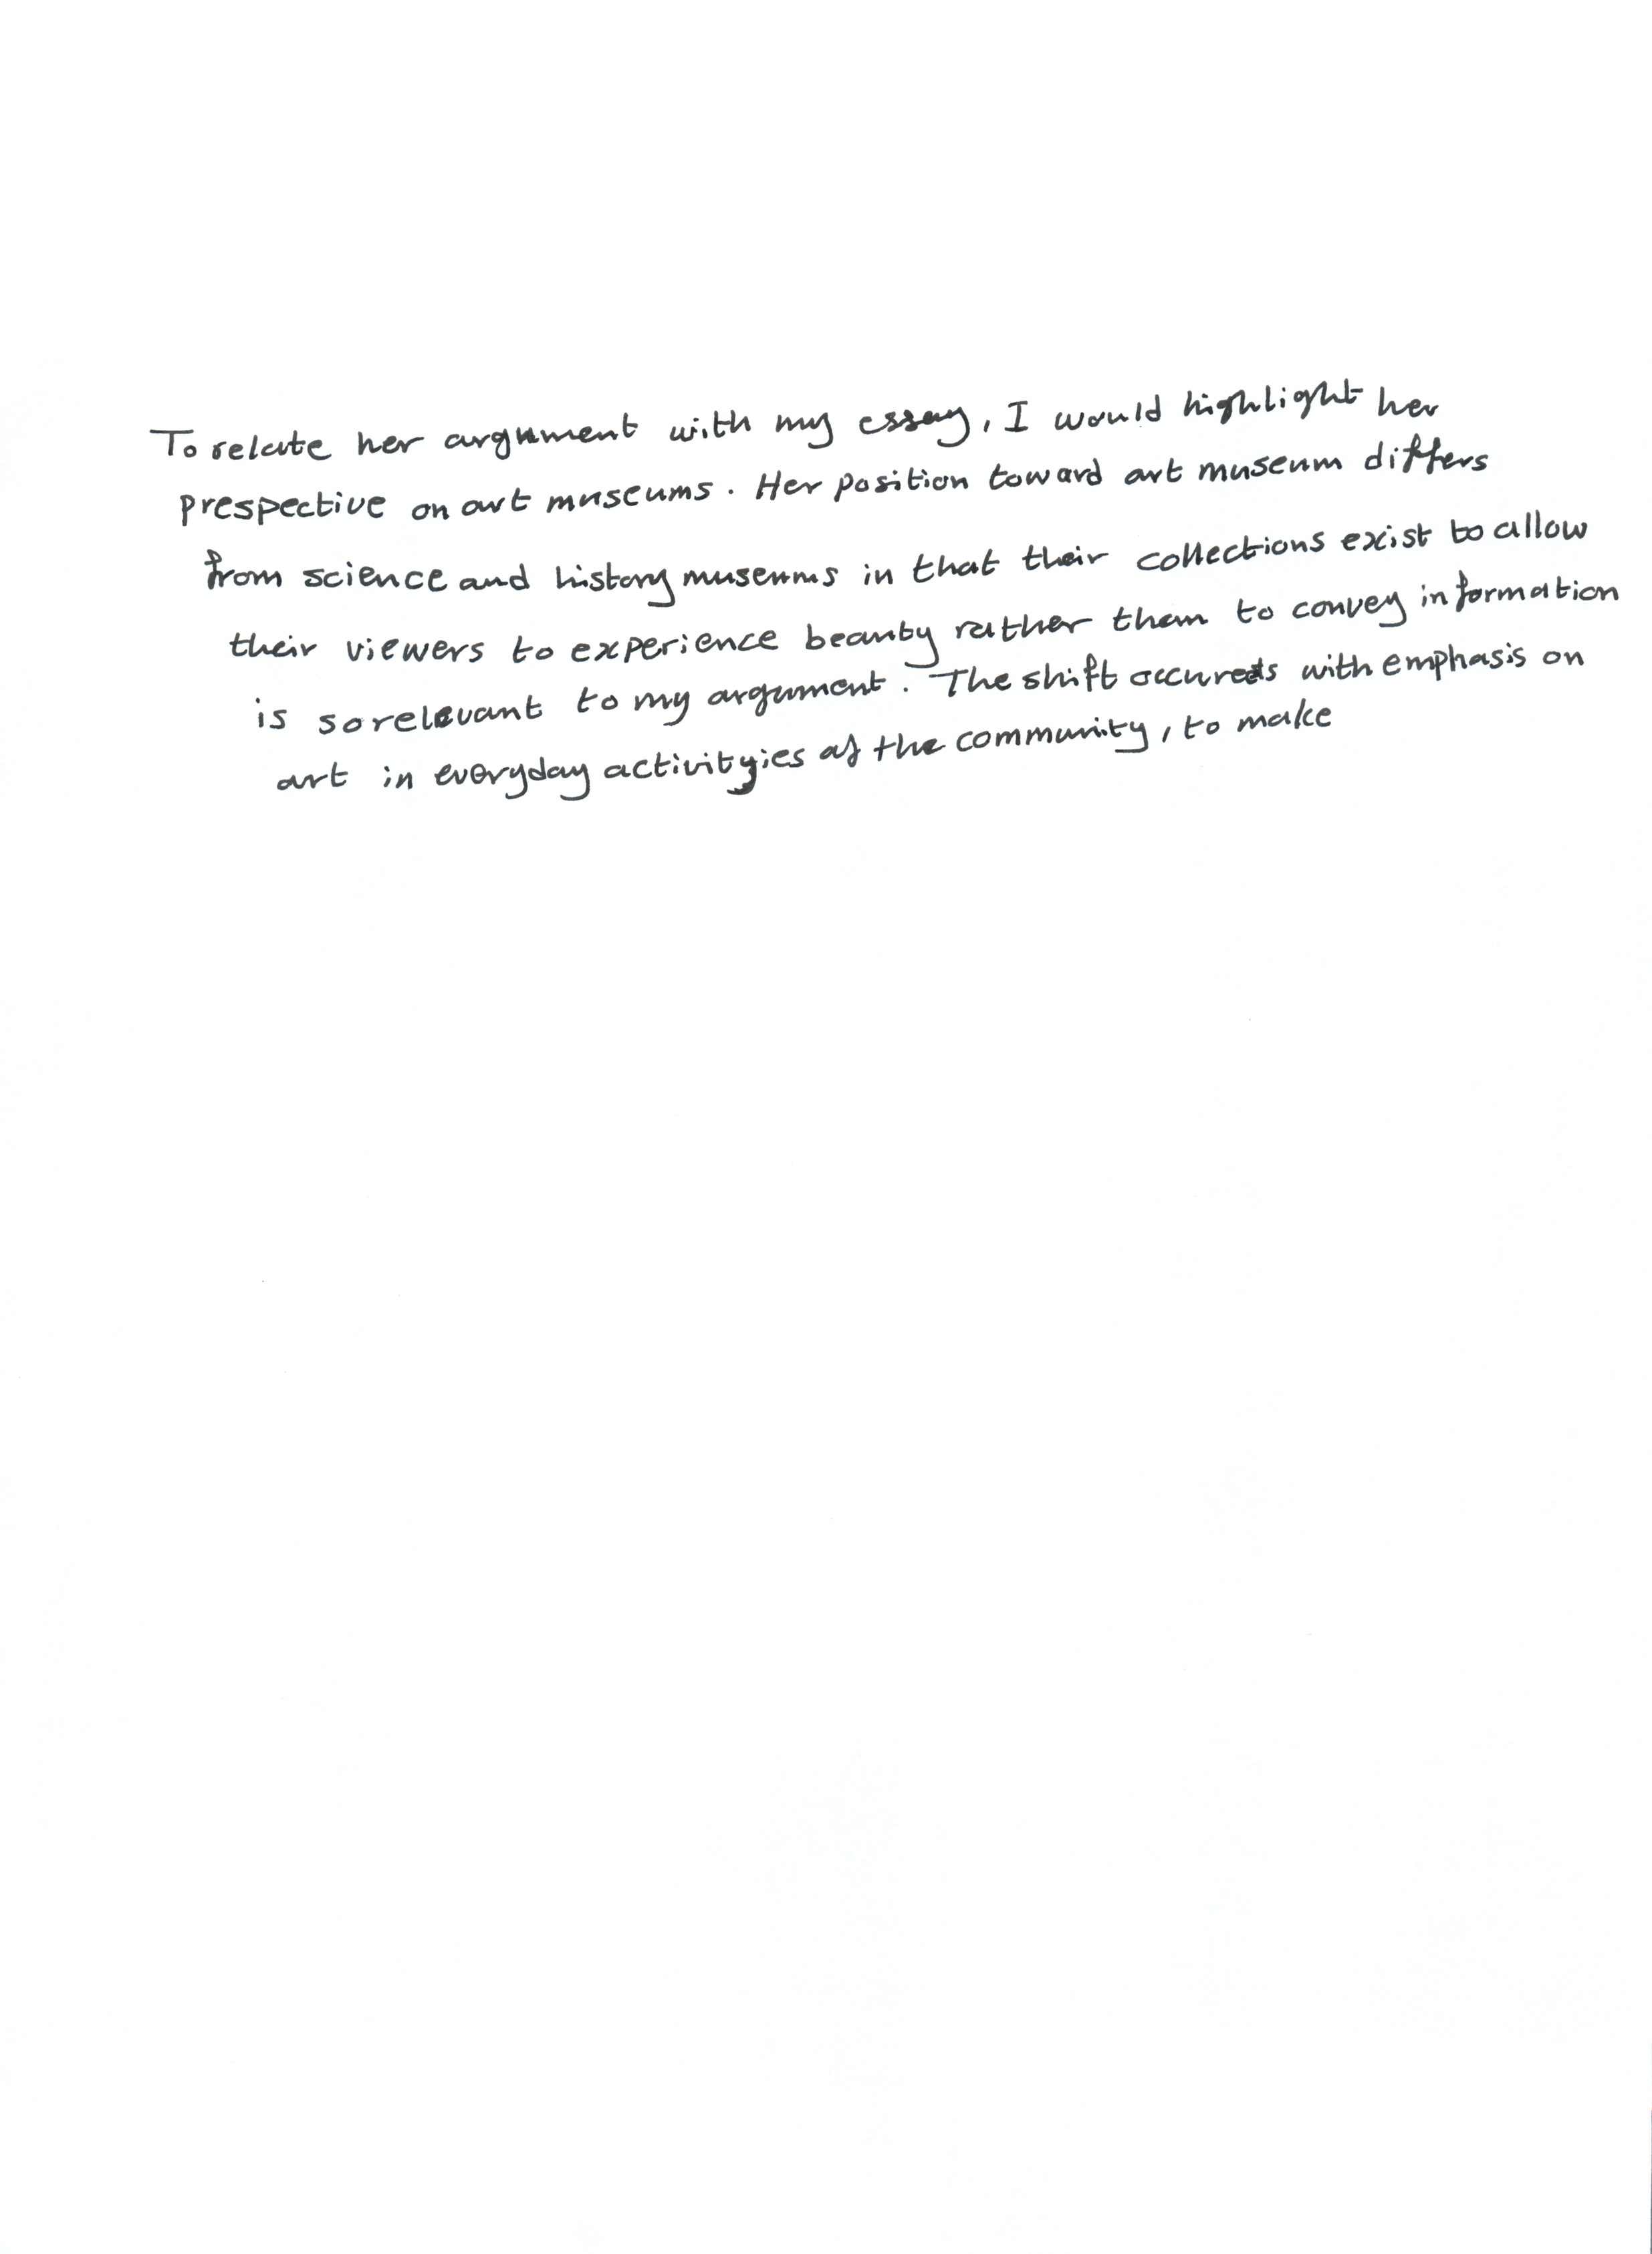 To relate her argument with my essay, I would highlight her
prespective on art museums. Her position toward art museum differs
from science and history museums in that their collections exist to allow
their viewers to experience beauty rather than to convey information
is so relevant to my argument. The shift occureds with emphasis on
art in everyday activityies of the community, to make